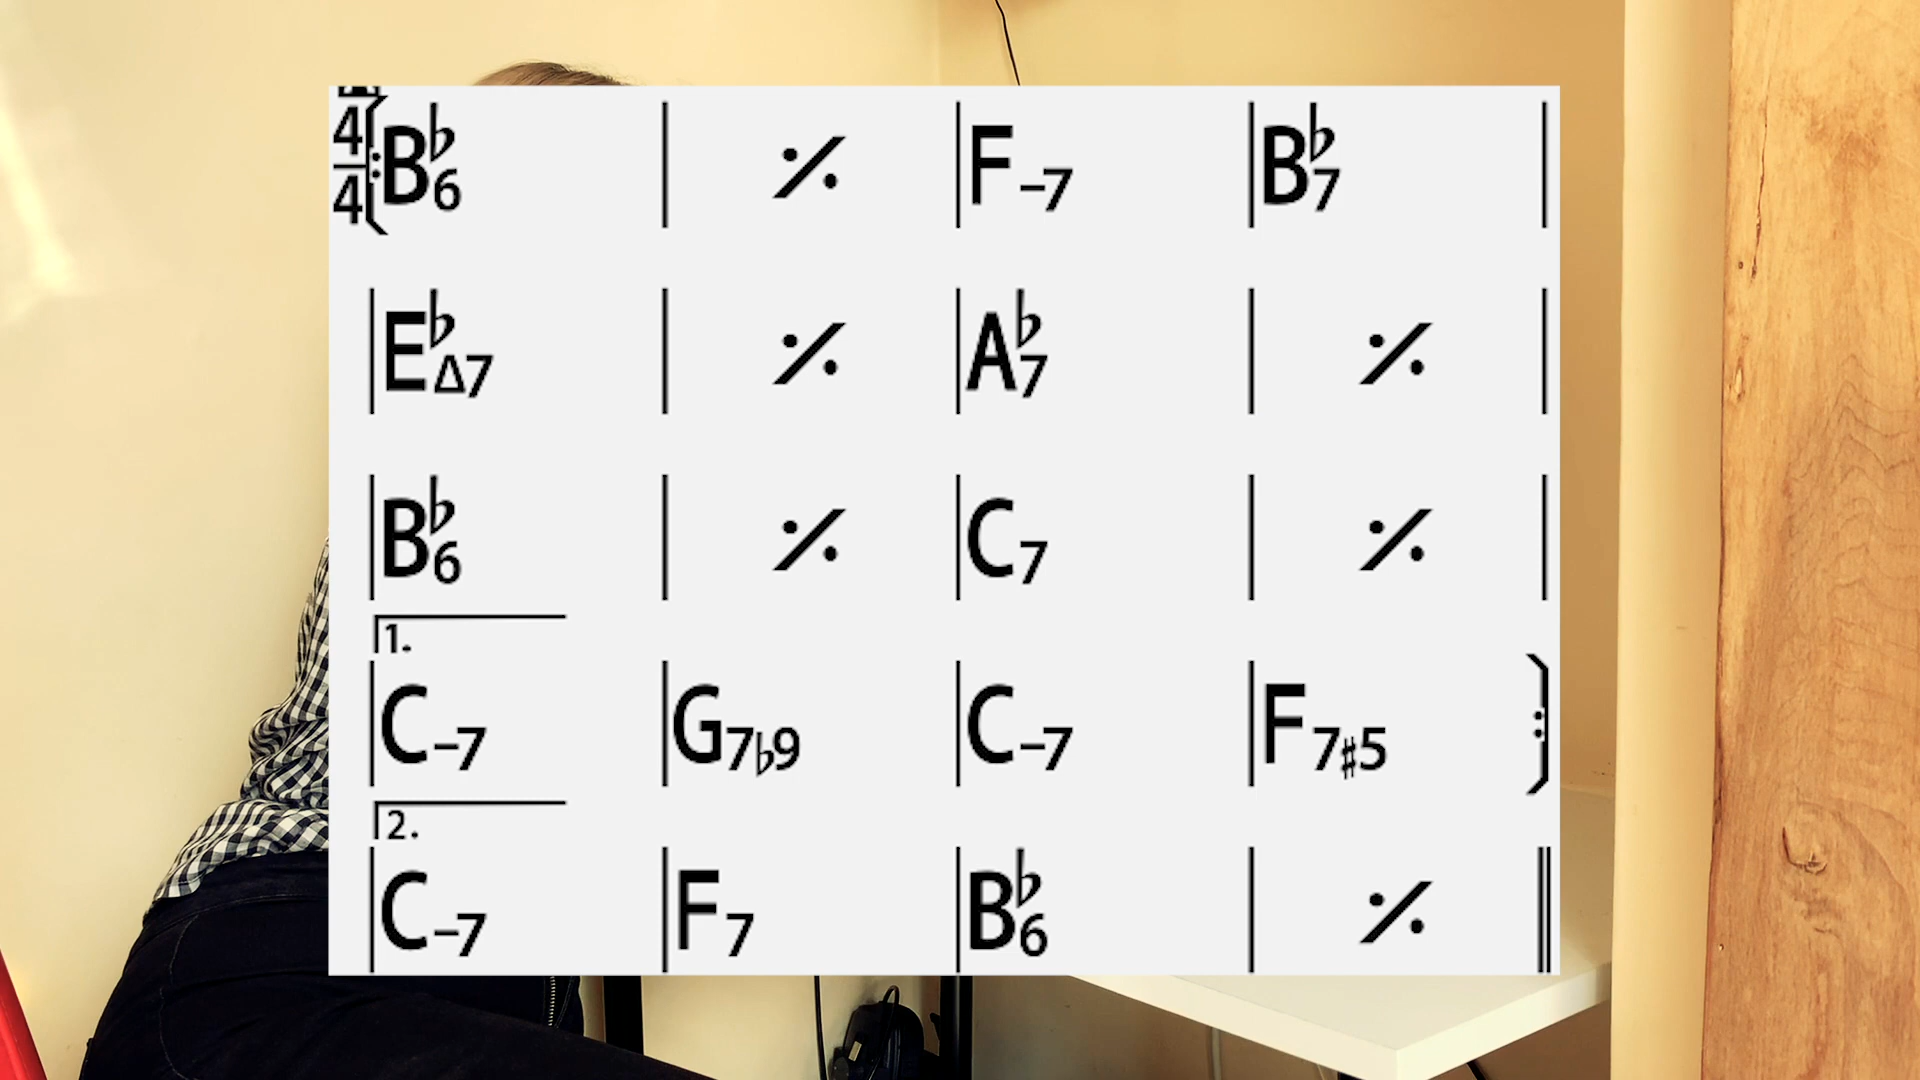 4/4 B♭6 | 𝄎 | F-7 | B♭7 |
| E♭Δ7 | 𝄎 | A♭7 | 𝄎 |
| B♭6 | 𝄎 | C7 | 𝄎 |
1.
| C-7 | G7♭9 | C-7 | F7♯5 :|
2.
| C-7 | F7 | B♭6 | 𝄎 ||